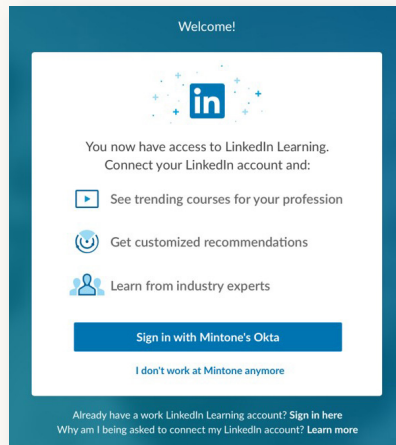 Welcome!
in
You now have access to LinkedIn Learning.
Connect your LinkedIn account and:
See trending courses for your profession
Get customized recommendations
Learn from industry experts
Sign in with Mintone's Okta
I don't work at Mintone anymore
Already have a work LinkedIn Learning account? Sign in here
Why am I being asked to connect my LinkedIn account? Learn more